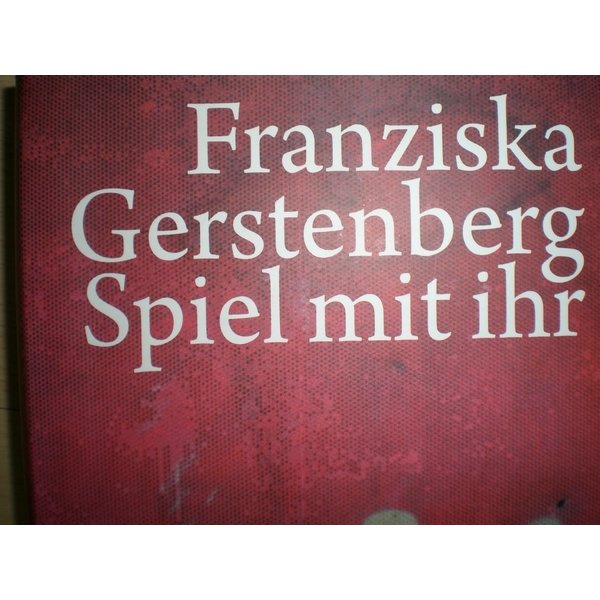 Franziska
Gerstenberg
Spiel mit ihr